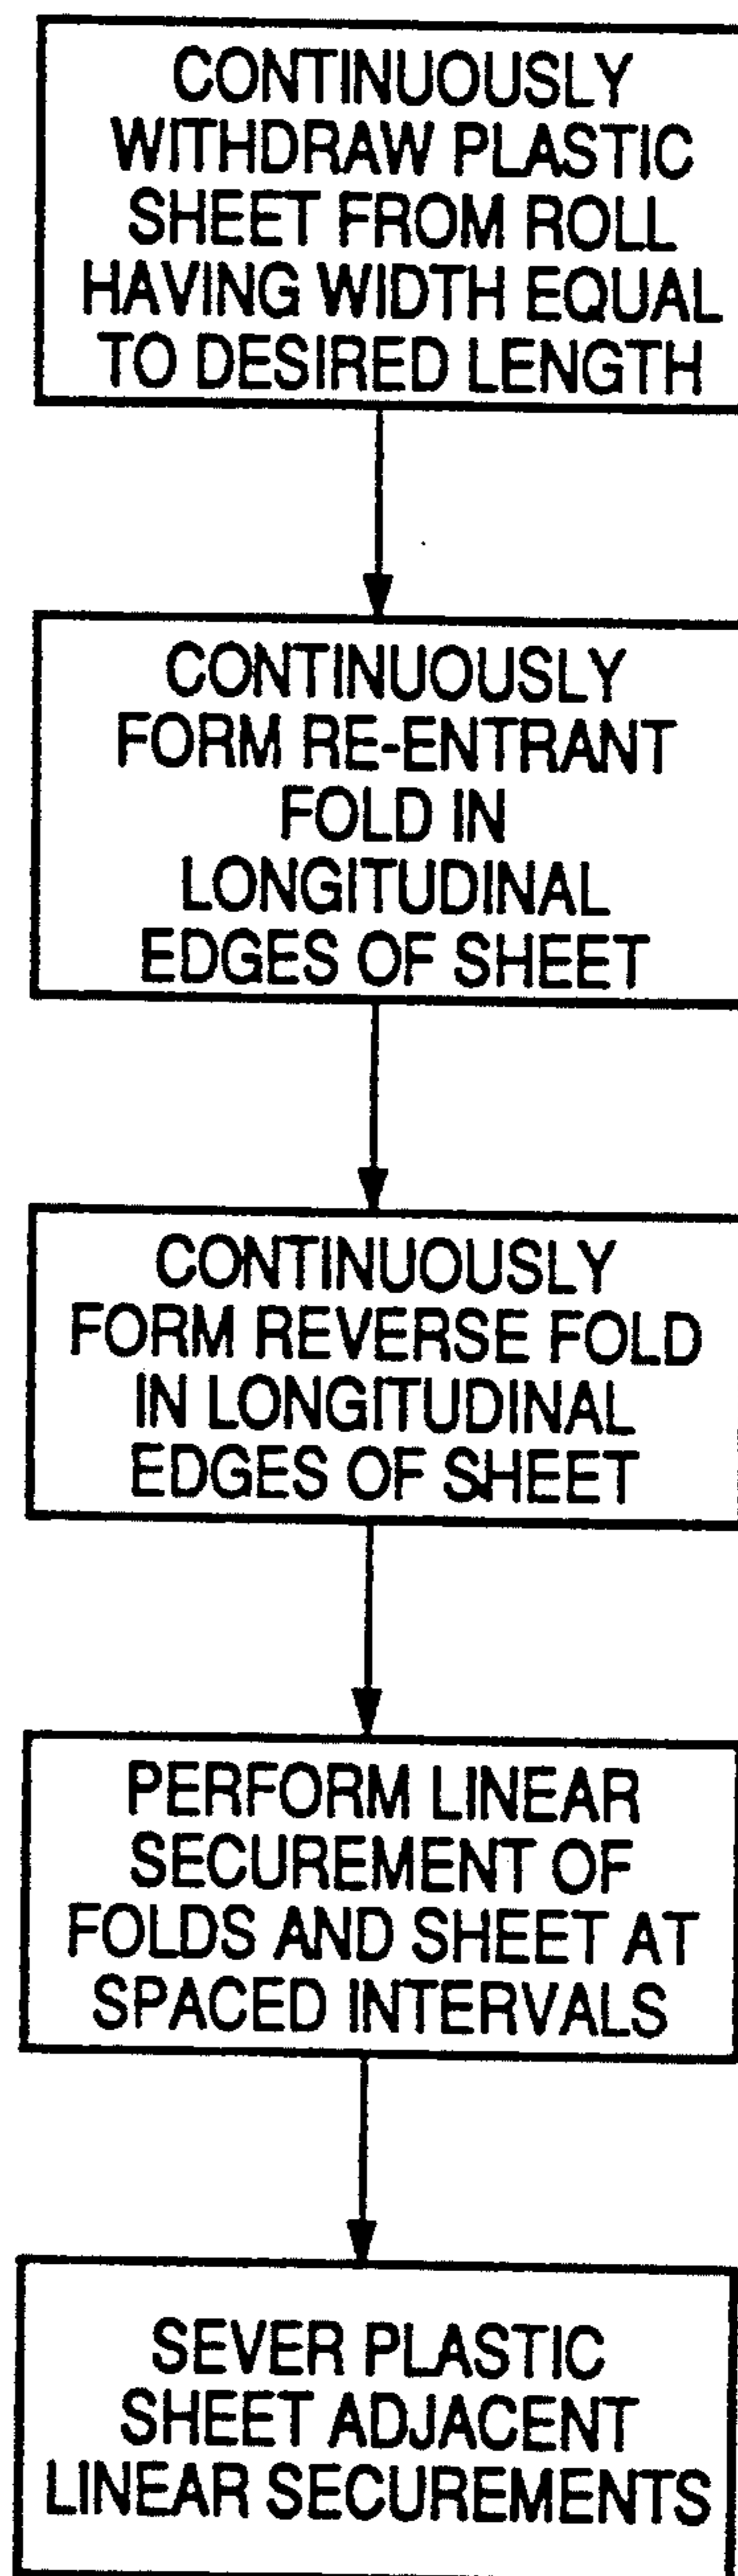 CONTINUOUSLY
WITHDRAW PLASTIC
SHEET FROM ROLL
HAVING WIDTH EQUAL
TO DESIRED LENGTH
CONTINUOUSLY
FORM RE-ENTRANT
FOLD IN
LONGITUDINAL
EDGES OF SHEET
CONTINUOUSLY
FORM REVERSE FOLD
IN LONGITUDINAL
EDGES OF SHEET
PERFORM LINEAR
SECUREMENT OF
FOLDS AND SHEET AT
SPACED INTERVALS
SEVER PLASTIC
SHEET ADJACENT
LINEAR SECUREMENTS